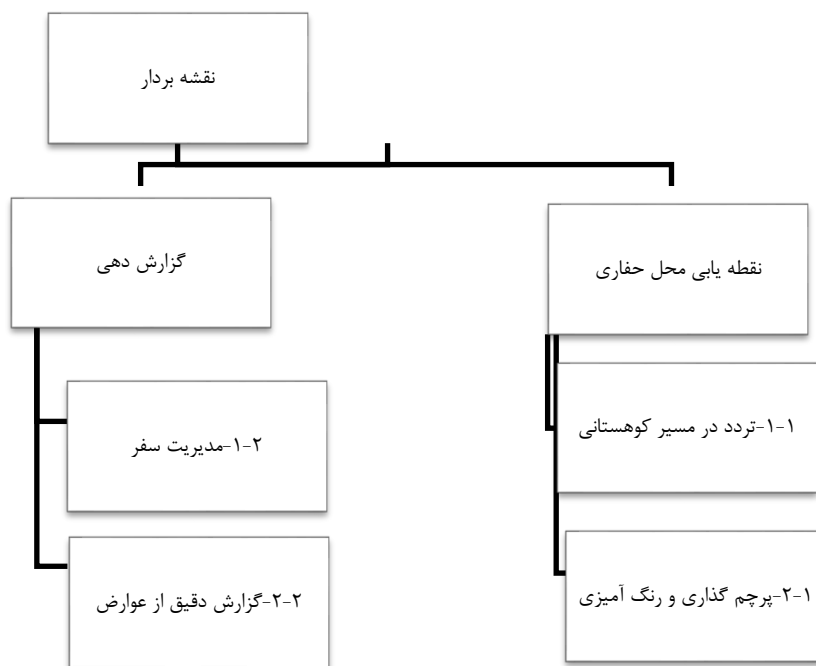 نقشه بردار
نقطه یابی محل حفاری
۱-۱-تردد در مسیر کوهستانی
۲-۱-پرچم گذاری و رنگ آمیزی
گزارش دهی
۱-۲-مدیریت سفر
۲-۲-گزارش دقیق از عوارض